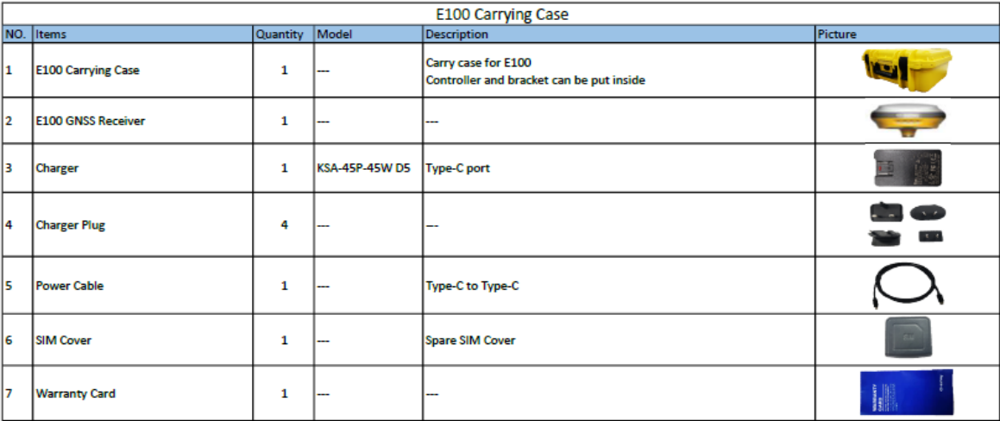 E100 Carrying Case
NO. Items Quantity Model Description Picture
1 E100 Carrying Case 1 --- Carry case for E100
Controller and bracket can be put inside
2 E100 GNSS Receiver 1 --- ---
3 Charger 1 KSA-45P-45W D5 Type-C port
4 Charger Plug 4 --- ---
5 Power Cable 1 --- Type-C to Type-C
6 SIM Cover 1 --- Spare SIM Cover
7 Warranty Card 1 --- ---
WARRANTY
CARD